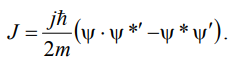 J = jħ/2m (ψ · ψ *′ −ψ * ψ′).